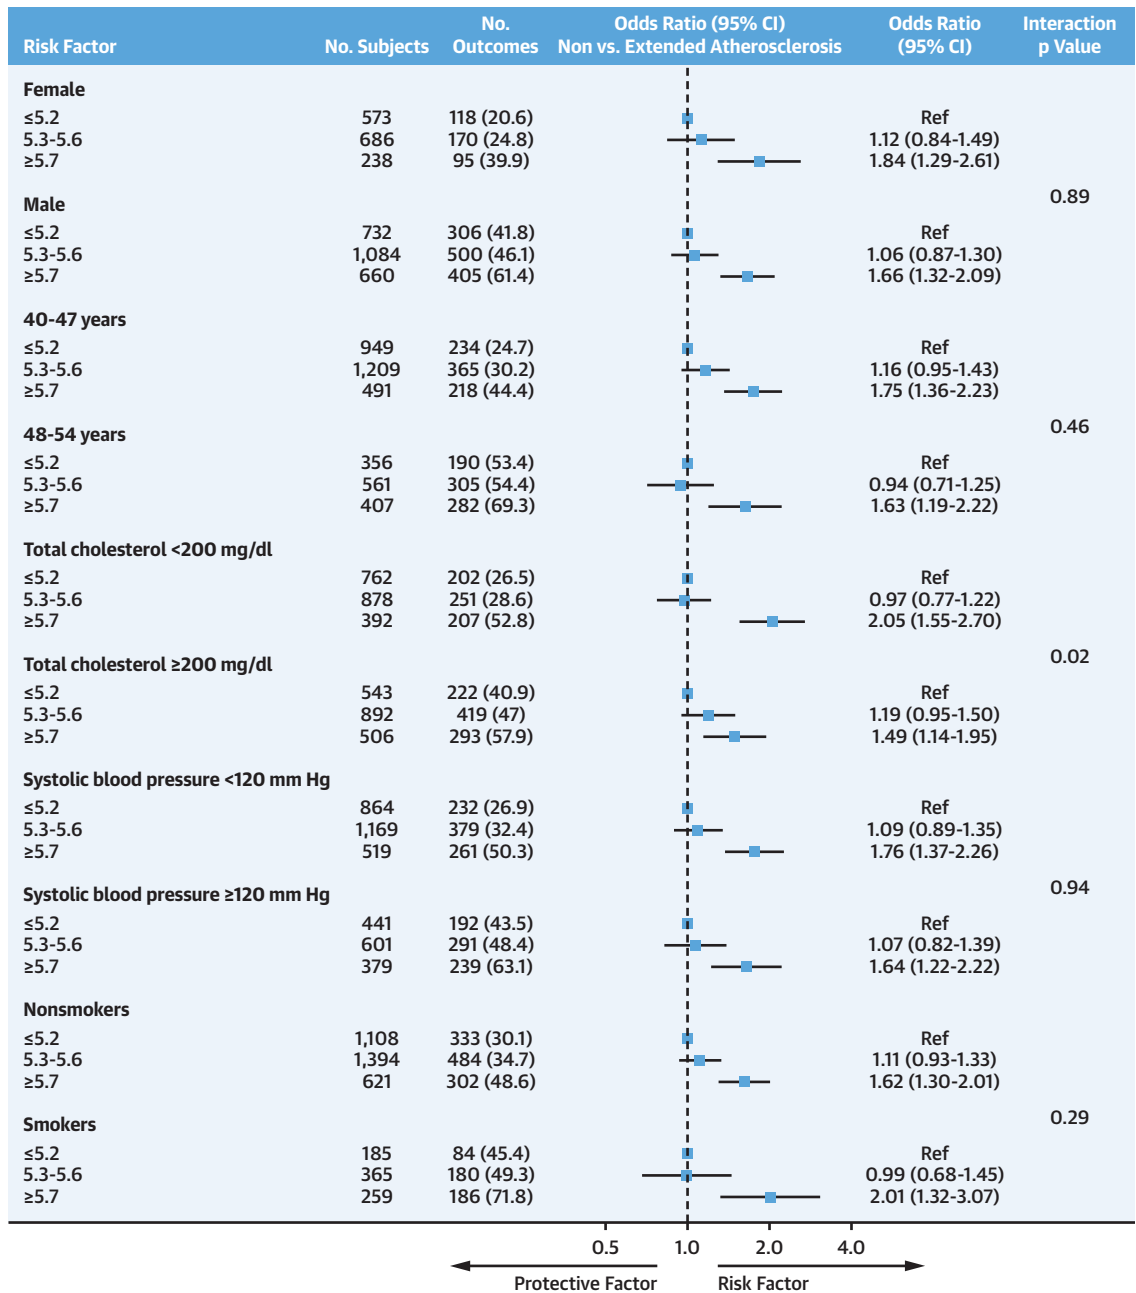 Risk Factor No. Subjects No. Outcomes Odds Ratio (95% CI) Non vs. Extended Atherosclerosis Odds Ratio (95% CI) Interaction p Value
Female
≤5.2 573 118 (20.6) Ref
5.3-5.6 686 170 (24.8) 1.12 (0.84-1.49)
≥5.7 238 95 (39.9) 1.84 (1.29-2.61)
0.89
Male
≤5.2 732 306 (41.8) Ref
5.3-5.6 1,084 500 (46.1) 1.06 (0.87-1.30)
≥5.7 660 405 (61.4) 1.66 (1.32-2.09)
40-47 years
≤5.2 949 234 (24.7) Ref
5.3-5.6 1,209 365 (30.2) 1.16 (0.95-1.43)
≥5.7 491 218 (44.4) 1.75 (1.36-2.23)
0.46
48-54 years
≤5.2 356 190 (53.4) Ref
5.3-5.6 561 305 (54.4) 0.94 (0.71-1.25)
≥5.7 407 282 (69.3) 1.63 (1.19-2.22)
Total cholesterol <200 mg/dl
≤5.2 762 202 (26.5) Ref
5.3-5.6 878 251 (28.6) 0.97 (0.77-1.22)
≥5.7 392 207 (52.8) 2.05 (1.55-2.70)
0.02
Total cholesterol ≥200 mg/dl
≤5.2 543 222 (40.9) Ref
5.3-5.6 892 419 (47) 1.19 (0.95-1.50)
≥5.7 506 293 (57.9) 1.49 (1.14-1.95)
Systolic blood pressure <120 mm Hg
≤5.2 864 232 (26.9) Ref
5.3-5.6 1,169 379 (32.4) 1.09 (0.89-1.35)
≥5.7 519 261 (50.3) 1.76 (1.37-2.26)
0.94
Systolic blood pressure ≥120 mm Hg
≤5.2 441 192 (43.5) Ref
5.3-5.6 601 291 (48.4) 1.07 (0.82-1.39)
≥5.7 379 239 (63.1) 1.64 (1.22-2.22)
Nonsmokers
≤5.2 1,108 333 (30.1) Ref
5.3-5.6 1,394 484 (34.7) 1.11 (0.93-1.33)
≥5.7 621 302 (48.6) 1.62 (1.30-2.01)
0.29
Smokers
≤5.2 185 84 (45.4) Ref
5.3-5.6 365 180 (49.3) 0.99 (0.68-1.45)
≥5.7 259 186 (71.8) 2.01 (1.32-3.07)
0.5 1.0 2.0 4.0
Protective Factor Risk Factor